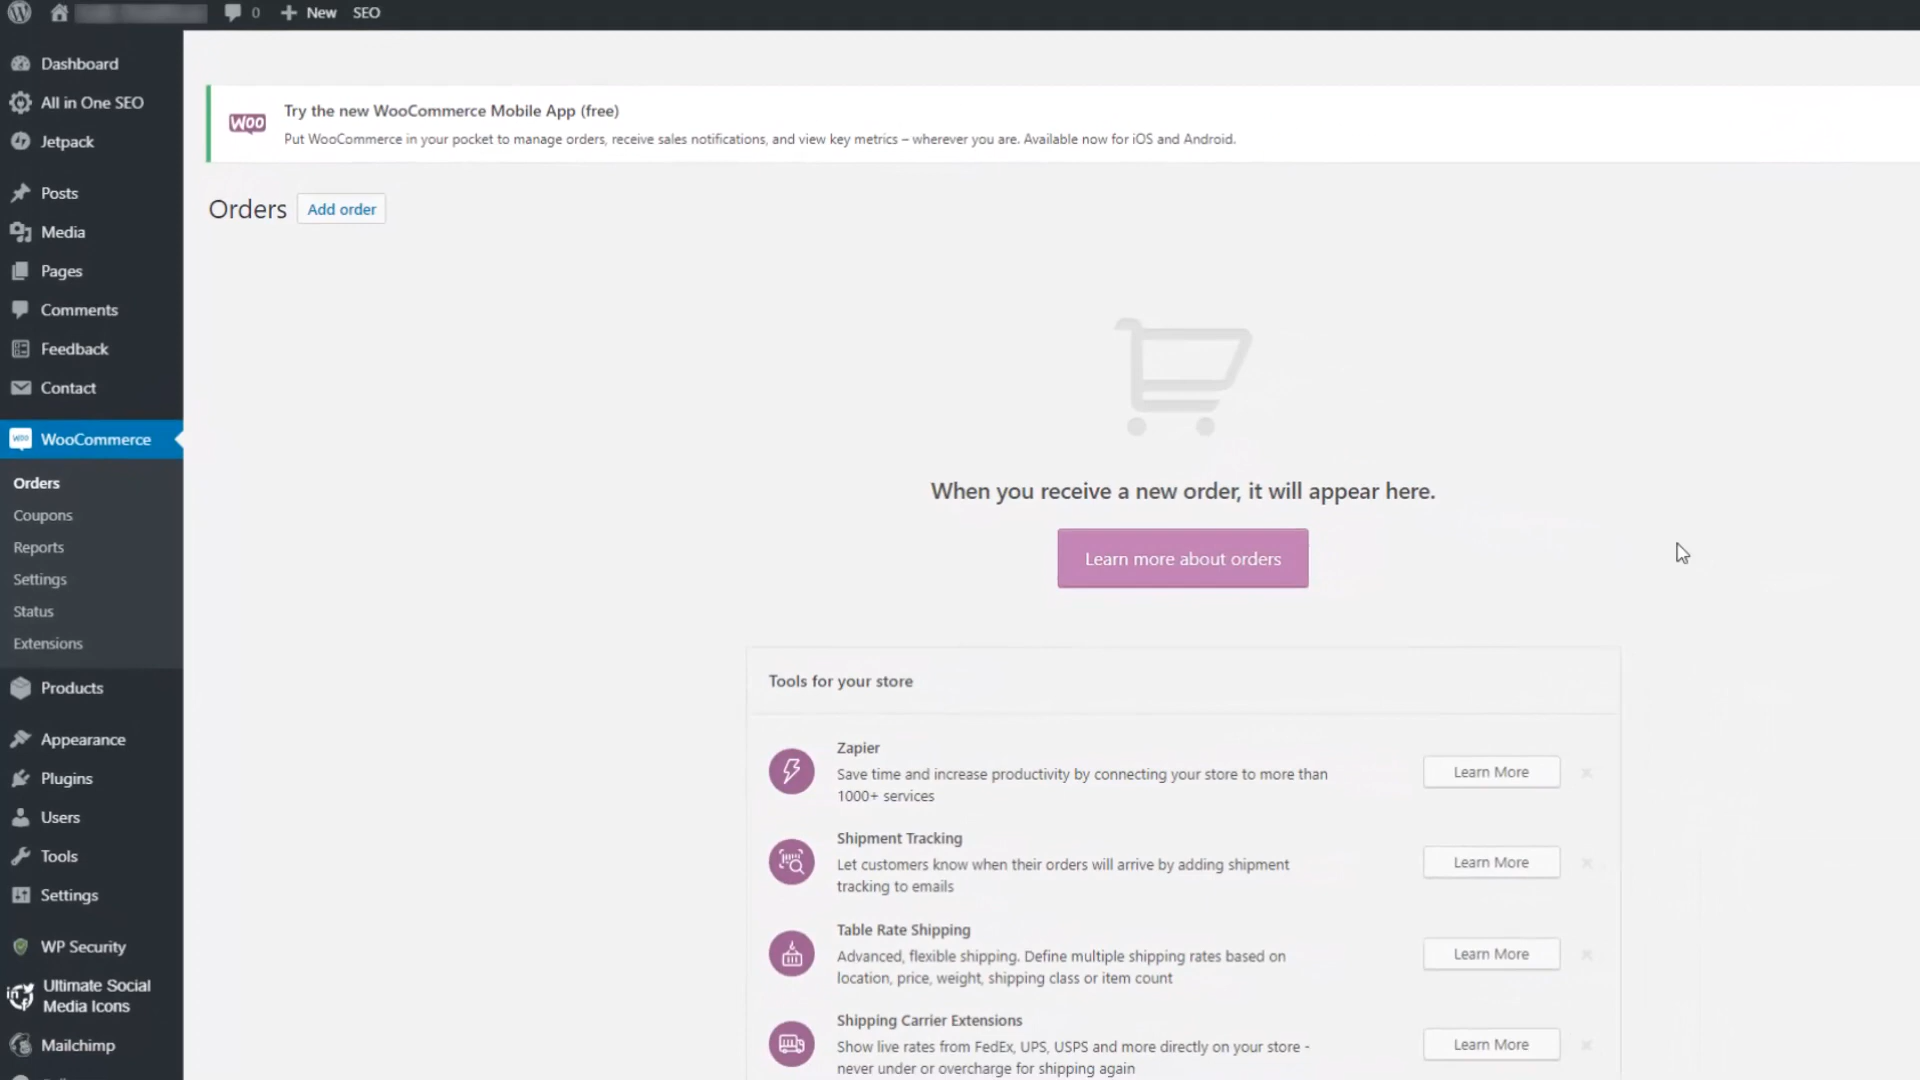 0
New
SEO
Dashboard
All in One SEO
Jetpack
Posts
Media
Pages
Comments
Feedback
Contact
WooCommerce
Orders
Coupons
Reports
Settings
Status
Extensions
Products
Appearance
Plugins
Users
Tools
Settings
WP Security
Ultimate Social
Media Icons
Mailchimp
WOO
Try the new WooCommerce Mobile App (free)
Put WooCommerce in your pocket to manage orders, receive sales notifications, and view key metrics – wherever you are. Available now for iOS and Android.
Orders
Add order
When you receive a new order, it will appear here.
Learn more about orders
Tools for your store
Zapier
Save time and increase productivity by connecting your store to more than
1000+ services
Learn More
Shipment Tracking
Let customers know when their orders will arrive by adding shipment
tracking to emails
Learn More
Table Rate Shipping
Advanced, flexible shipping. Define multiple shipping rates based on
location, price, weight, shipping class or item count
Learn More
Shipping Carrier Extensions
Show live rates from FedEx, UPS, USPS and more directly on your store -
never under or overcharge for shipping again
Learn More